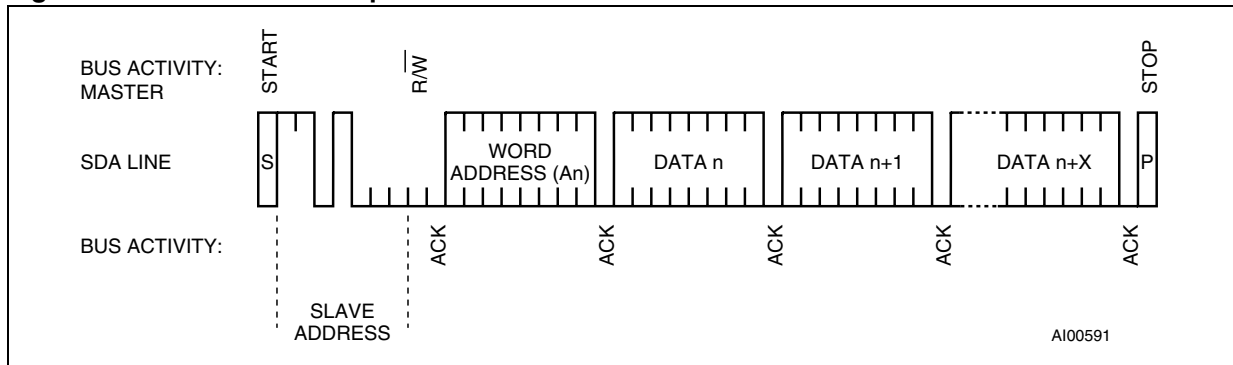 BUS ACTIVITY:
MASTER
START
R/W
STOP
SDA LINE
S
WORD
ADDRESS (An)
DATA n
DATA n+1
DATA n+X
P
BUS ACTIVITY:
ACK
ACK
ACK
ACK
ACK
SLAVE
ADDRESS
AI00591